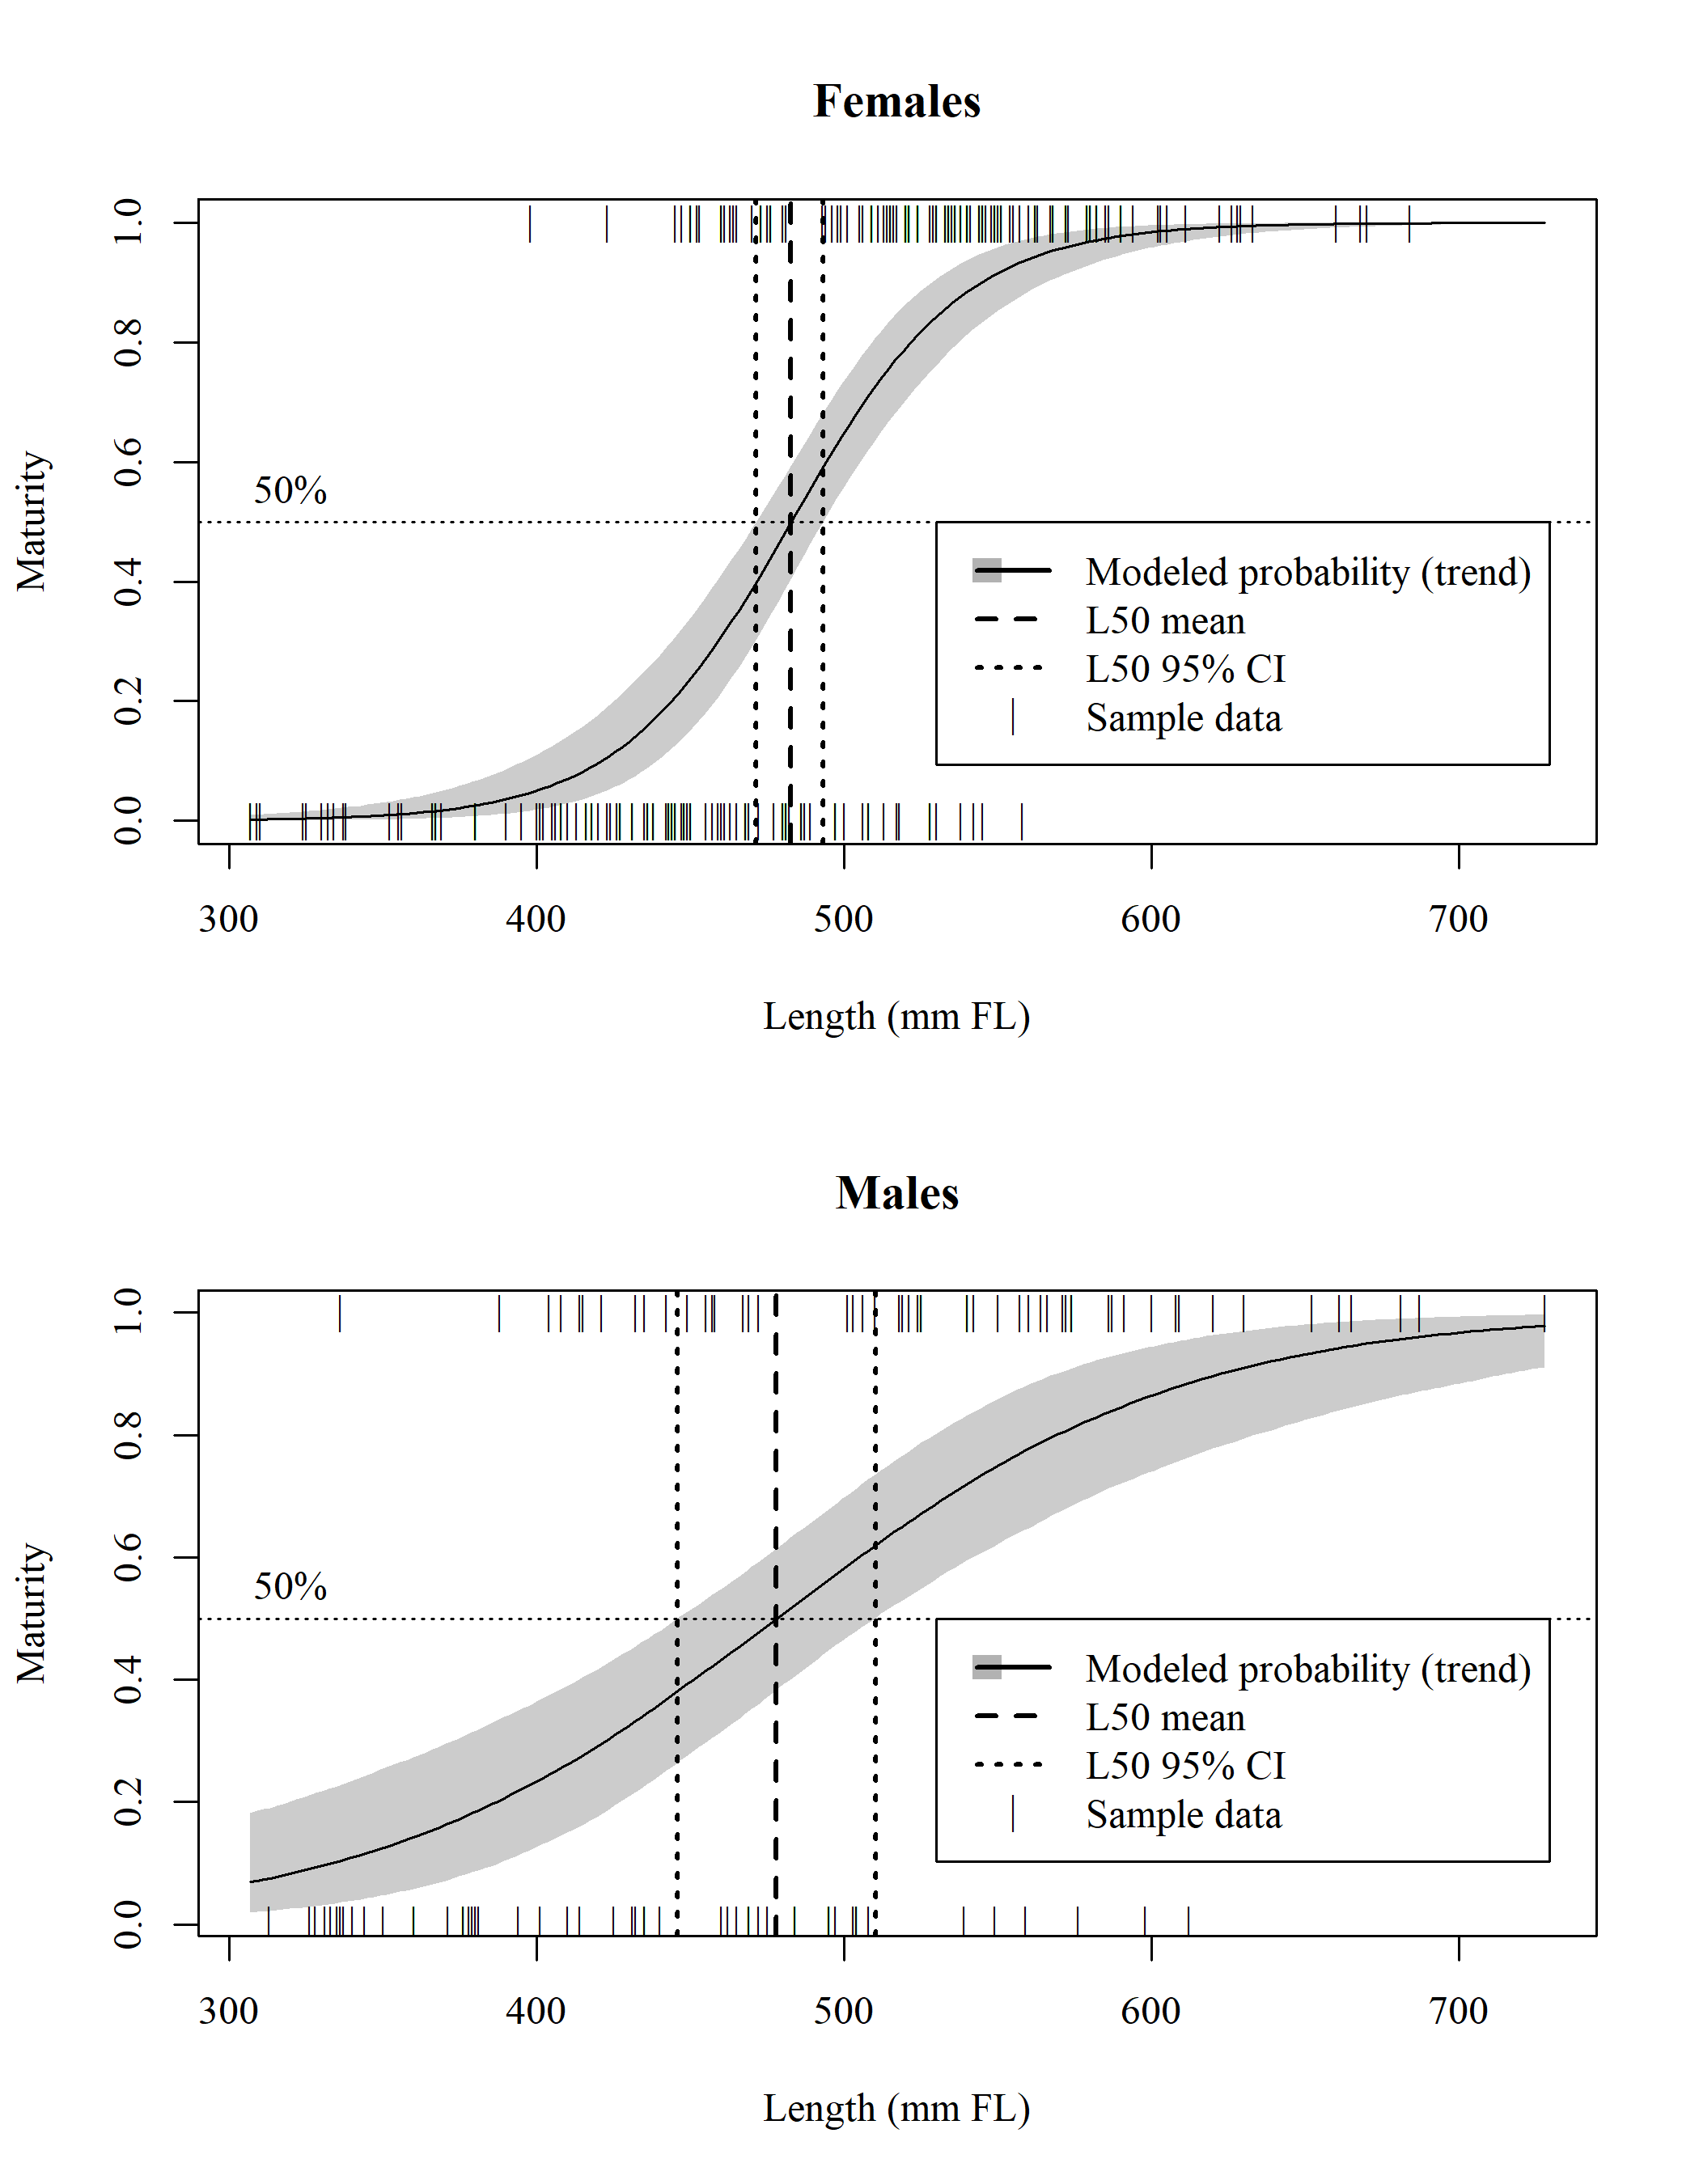 Females
1.0
0.8
0.6
0.4
0.2
0.0
Maturity
50%
Modeled probability (trend)
L50 mean
L50 95% CI
Sample data
300 400 500 600 700
Length (mm FL)
Males
1.0
0.8
0.6
0.4
0.2
0.0
Maturity
50%
Modeled probability (trend)
L50 mean
L50 95% CI
Sample data
300 400 500 600 700
Length (mm FL)